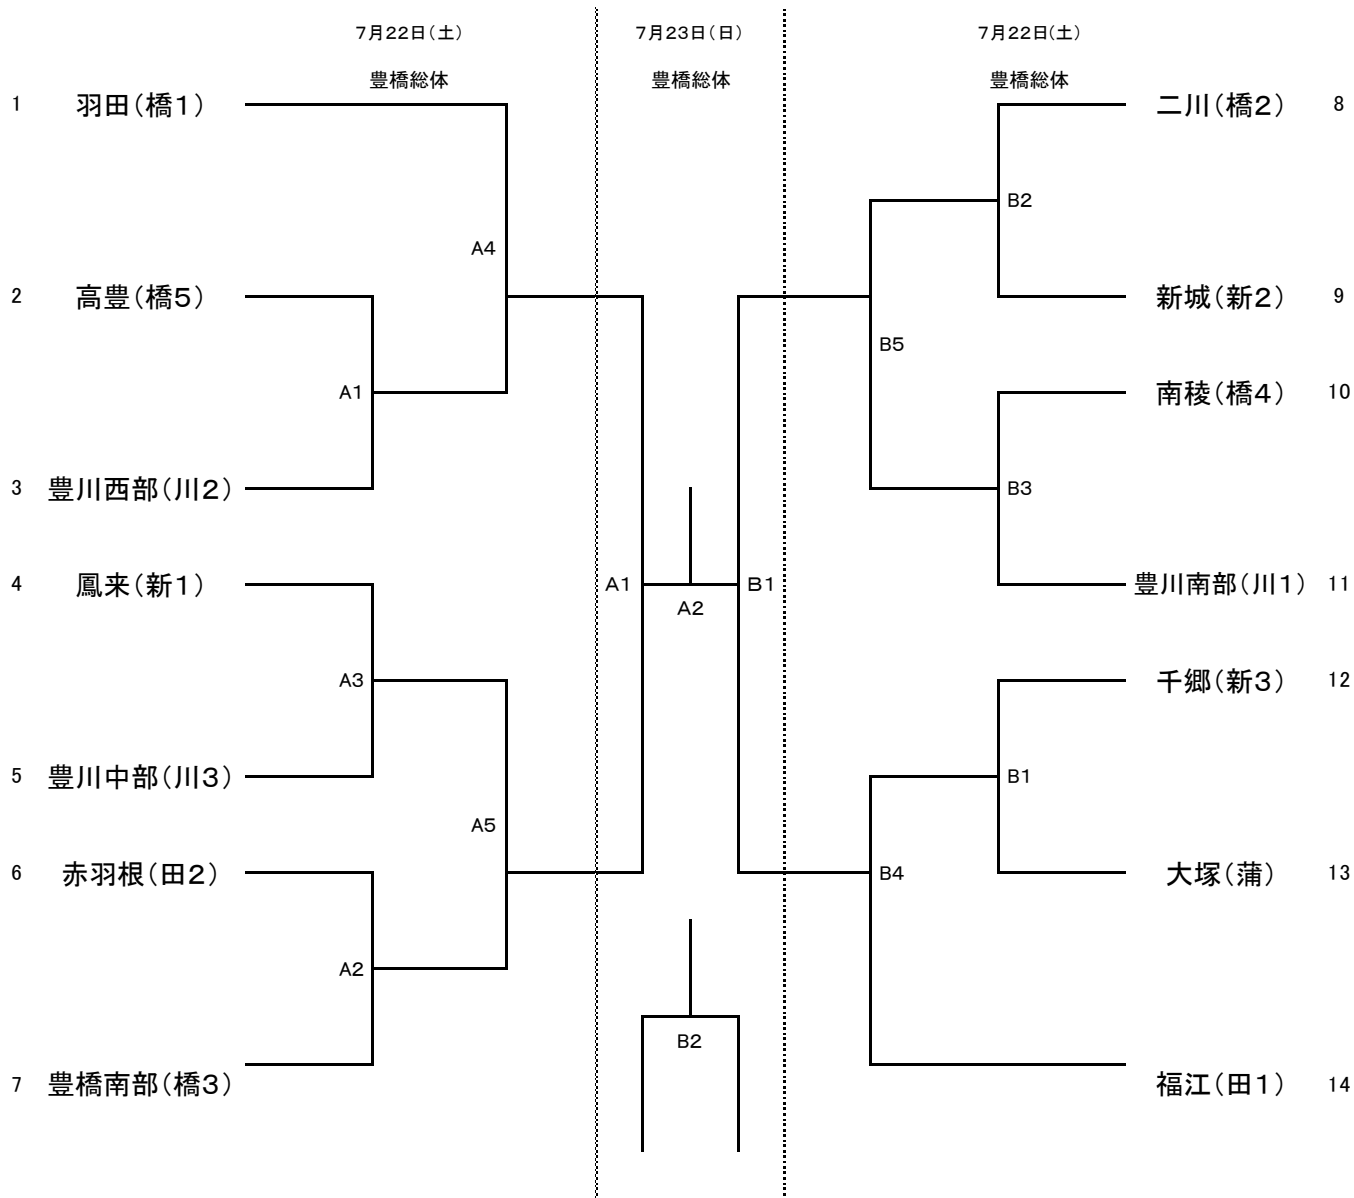 7月22日（土）
7月23日（日）
7月22日（土）
豊橋総体
豊橋総体
豊橋総体
1 羽田（橋1）
二川（橋2） 8
B2
A4
2 高豊（橋5）
新城（新2） 9
B5
A1
南稜（橋4） 10
3 豊川西部（川2）
B3
4 鳳来（新1）
A1
B1
豊川南部（川1） 11
A2
A3
千郷（新3） 12
5 豊川中部（川3）
B1
A5
6 赤羽根（田2）
B4
大塚（蒲） 13
A2
B2
7 豊橋南部（橋3）
福江（田1） 14